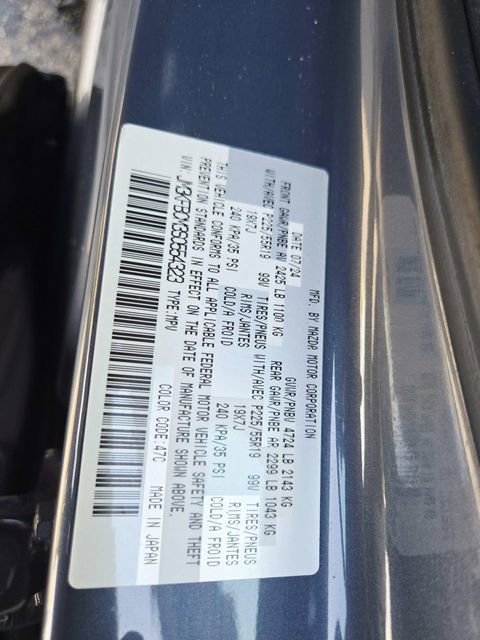 MFD. BY MAZDA MOTOR CORPORATION
DATE 07/24 GVWR/PNBV 4724 LB 2143 KG
FRONT GAWR/PNBE AV 2425 LB 1100 KG REAR GAWR/PNBE AR 2299 LB 1043 KG
WITH/AVEC P225/55R19 99V TIRES/PNEUS WITH/AVEC P225/55R19 99V TIRES/PNEUS
19X7J RIMS/JANTES 19X7J RIMS/JANTES
240 KPA/35 PSI COLD/A FROID 240 KPA/35 PSI COLD/A FROID
THIS VEHICLE CONFORMS TO ALL APPLICABLE FEDERAL MOTOR VEHICLE SAFETY AND THEFT
PREVENTION STANDARDS IN EFFECT ON THE DATE OF MANUFACTURE SHOWN ABOVE.
VIN: TYPE:MPV COLOR CODE:47C MADE IN JAPAN